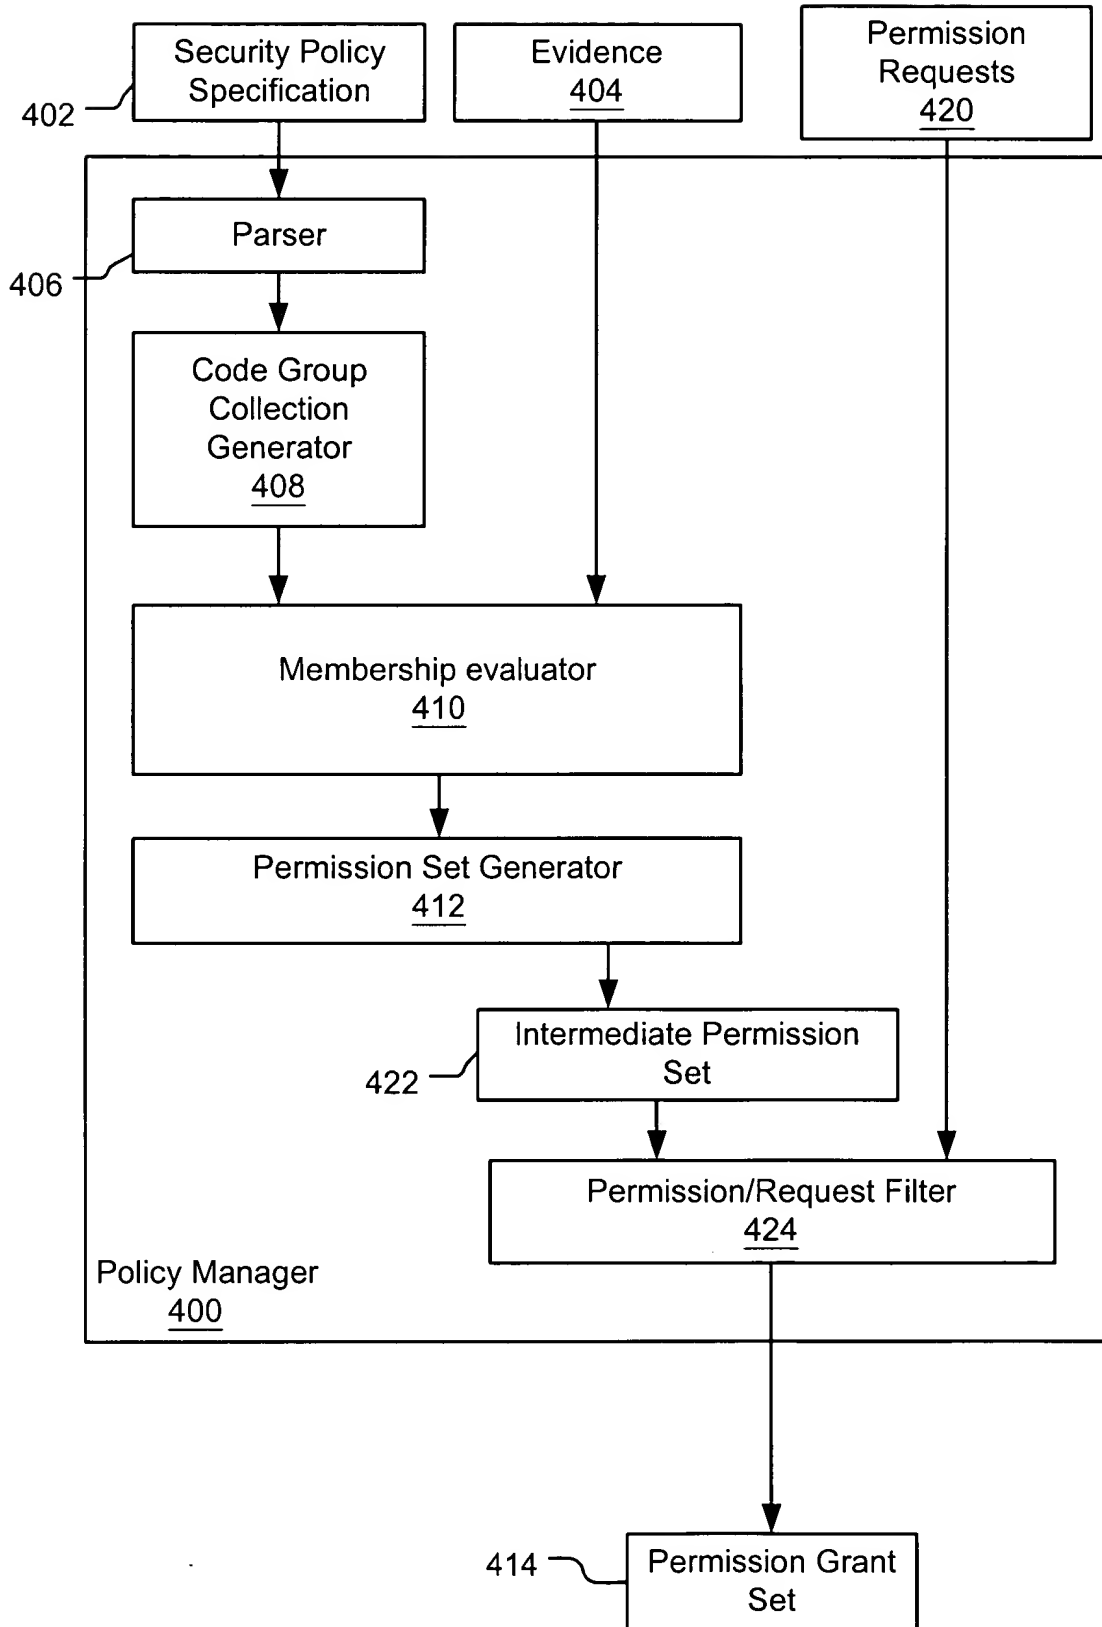 Security Policy
Specification
402
Evidence
404
Permission
Requests
420
Parser
406
Code Group
Collection
Generator
408
Membership evaluator
410
Permission Set Generator
412
Intermediate Permission
Set
422
Permission/Request Filter
424
Policy Manager
400
414
Permission Grant
Set